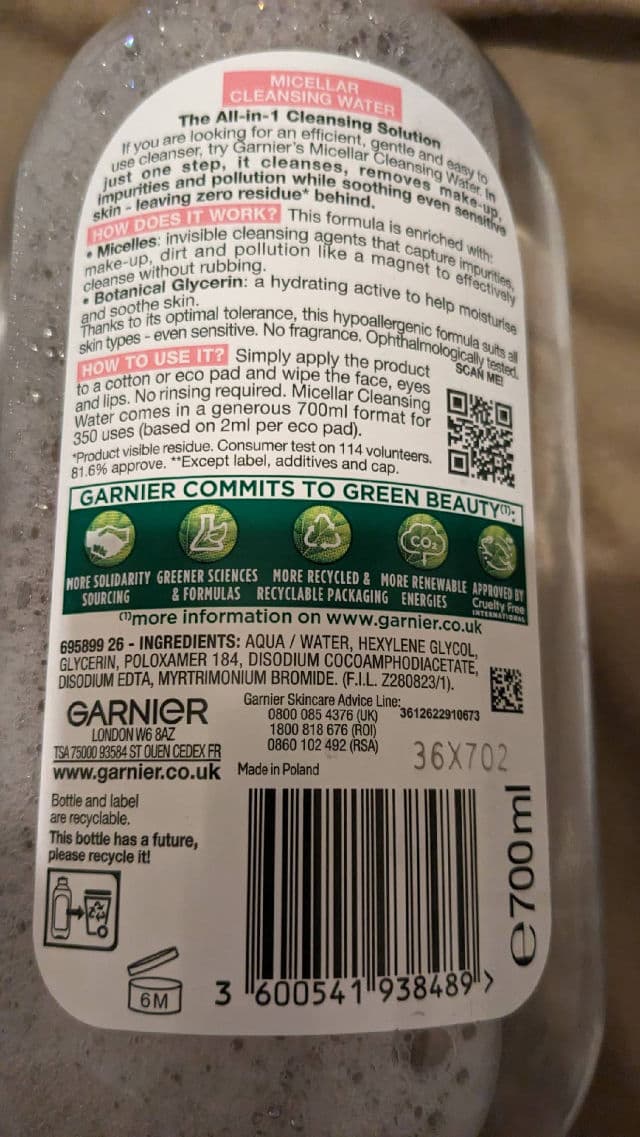 MICELLAR
CLEANSING WATER
The All-in-1 Cleansing Solution
If you are looking for an efficient, gentle and easy to
use cleanser, try Garnier's Micellar Cleansing Water. In
just one step, it cleanses, removes make-up,
impurities and pollution while soothing even sensitive
skin - leaving zero residue* behind.
HOW DOES IT WORK? This formula is enriched with:
• Micelles: invisible cleansing agents that capture impurities,
make-up, dirt and pollution like a magnet to effectively
cleanse without rubbing.
• Botanical Glycerin: a hydrating active to help moisturise
and soothe skin.
Thanks to its optimal tolerance, this hypoallergenic formula suits all
skin types - even sensitive. No fragrance. Ophthalmologically tested.
HOW TO USE IT? Simply apply the product
to a cotton or eco pad and wipe the face, eyes
and lips. No rinsing required. Micellar Cleansing
Water comes in a generous 700ml format for
350 uses (based on 2ml per eco pad).
SCAN ME!
*Product visible residue. Consumer test on 114 volunteers.
81.6% approve. **Except label, additives and cap.
GARNIER COMMITS TO GREEN BEAUTY(1):
CO2
MORE SOLIDARITY
SOURCING
GREENER SCIENCES
& FORMULAS
MORE RECYCLED &
RECYCLABLE PACKAGING
MORE RENEWABLE
ENERGIES
APPROVED BY
Cruelty Free
INTERNATIONAL
(1)more information on www.garnier.co.uk
695899 26 - INGREDIENTS: AQUA / WATER, HEXYLENE GLYCOL,
GLYCERIN, POLOXAMER 184, DISODIUM COCOAMPHODIACETATE,
DISODIUM EDTA, MYRTRIMONIUM BROMIDE. (F.I.L. Z280823/1).
GARNIER
LONDON W6 8AZ
TSA 75000 93584 ST OUEN CEDEX FR
www.garnier.co.uk
Garnier Skincare Advice Line:
0800 085 4376 (UK)
1800 818 676 (ROI)
0860 102 492 (RSA)
3612622910673
Made in Poland
36X702
Bottle and label
are recyclable.
This bottle has a future,
please recycle it!
6M
3 600541 938489 >
e700ml